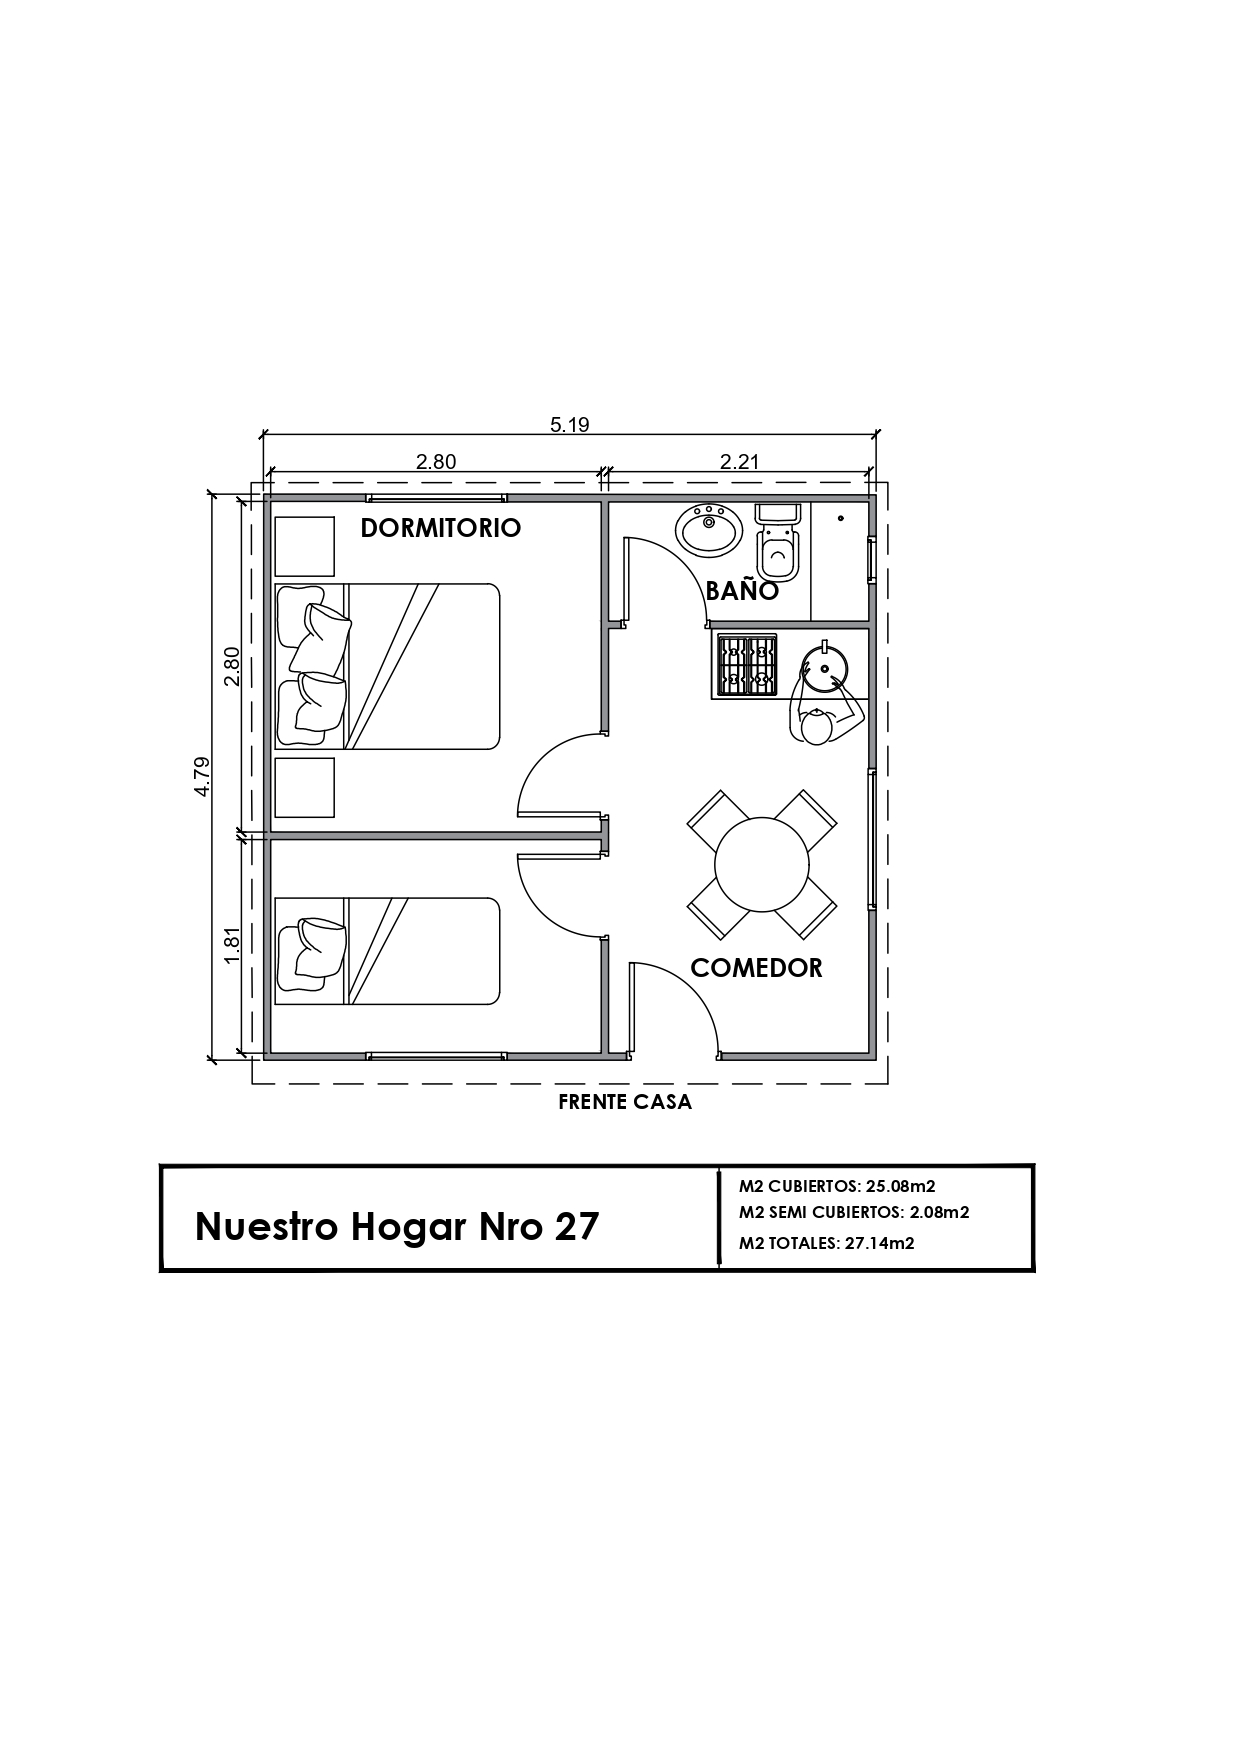 5.19
2.80
2.21
DORMITORIO
BAÑO
2.80
4.79
1.81
COMEDOR
FRENTE CASA
Nuestro Hogar Nro 27
M2 CUBIERTOS: 25.08m2
M2 SEMI CUBIERTOS: 2.08m2
M2 TOTALES: 27.14m2